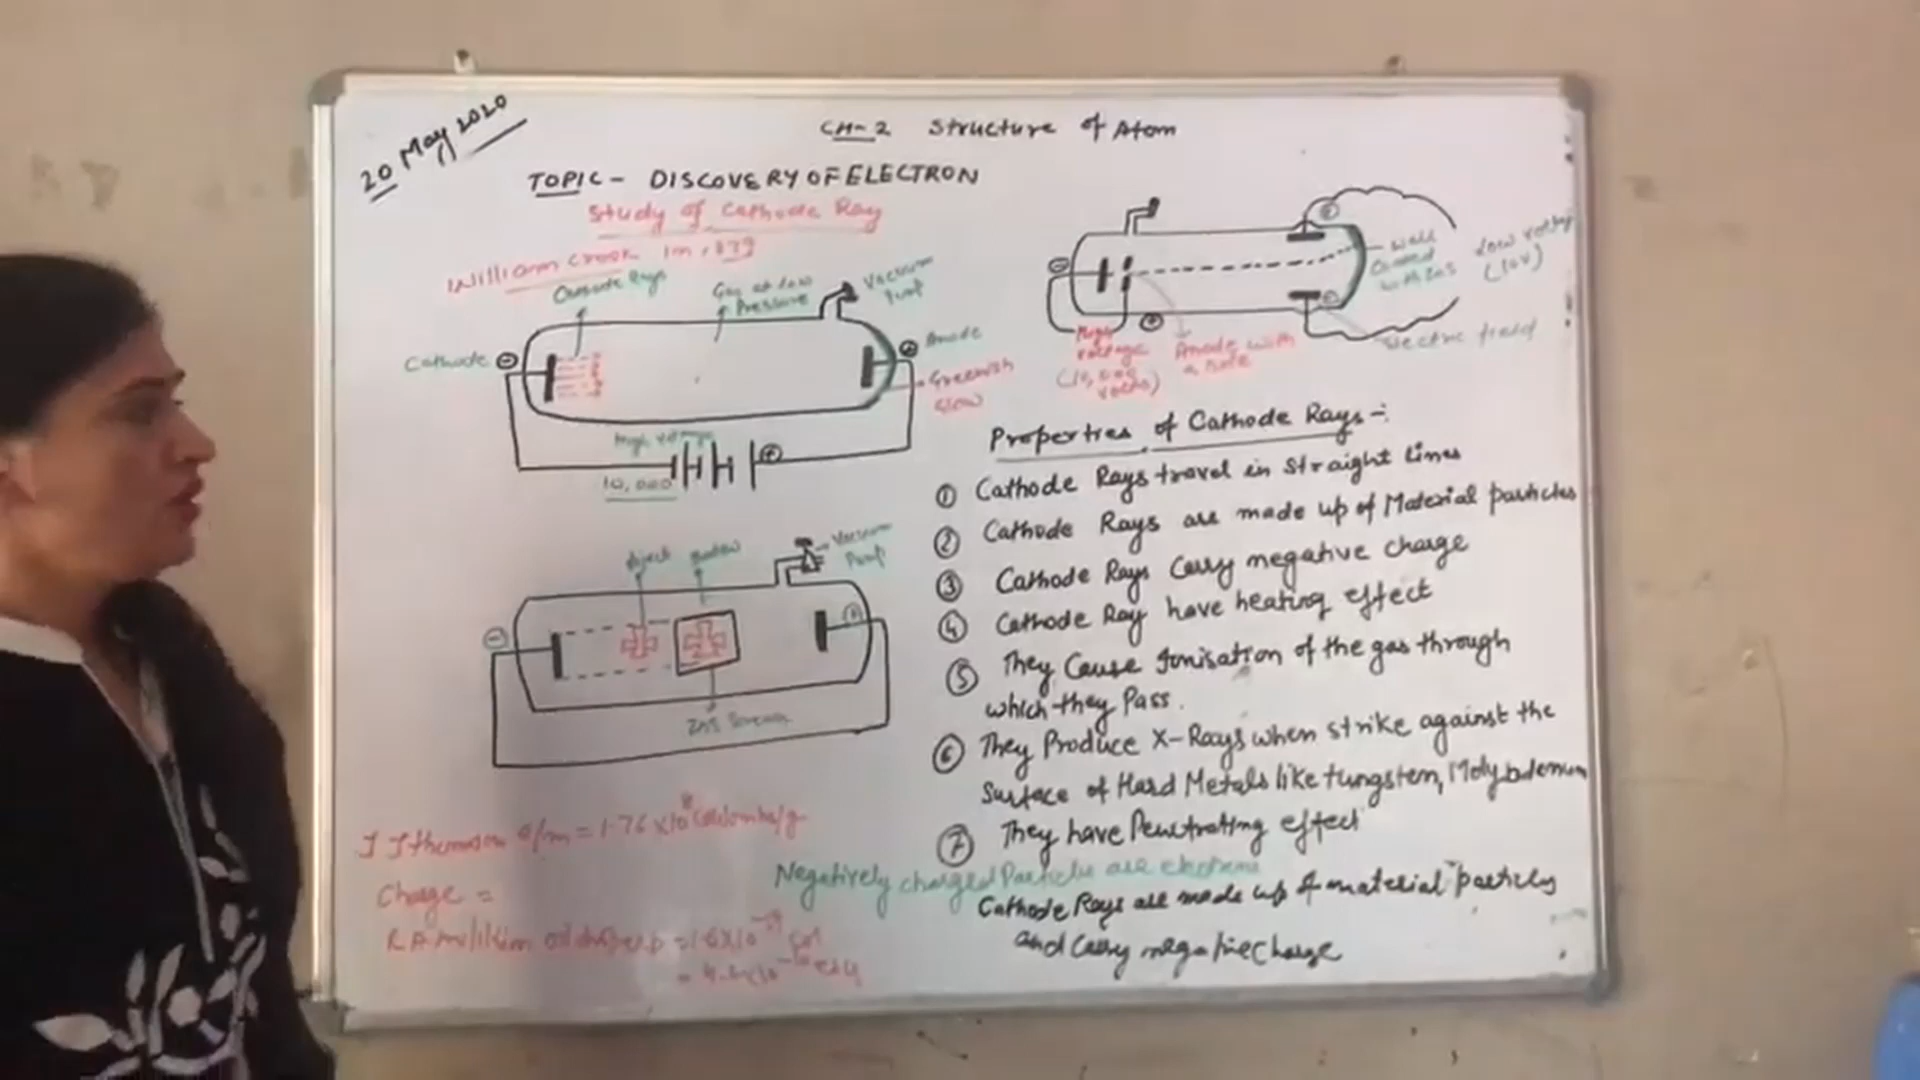 20 May 2020
CH-2 Structure of Atom
TOPIC - DISCOVERY OF ELECTRON
Study of Cathode Ray
William Crook in 1879
Cathode Rays
Gas at low Pressure
Vacuum Pump
Cathode
Anode
Greenish Glow
High voltage
10,000
Object
Vacuum Pump
ZnS Screen
J J thomson e/m = 1.76 x 10^8 Coulombs/g
Charge =
Wall Coated with ZnS
low voltage (10V)
High voltage (10,000 volts)
Anode with a hole
Electric field
Properties of Cathode Rays :-
① Cathode Rays travel in Straight lines
② Cathode Rays are made up of Material particles
③ Cathode Rays Carry negative charge
④ Cathode Ray have heating effect
⑤ They Cause Ionisation of the gas through
which they Pass.
⑥ They Produce X-Rays when strike against the
Surface of Hard Metals like tungsten, Molybdenum
⑦ They have Penetrating effect
Negatively charged Particles are electrons
Cathode Rays are made up of material particles
and Carry negative Charge